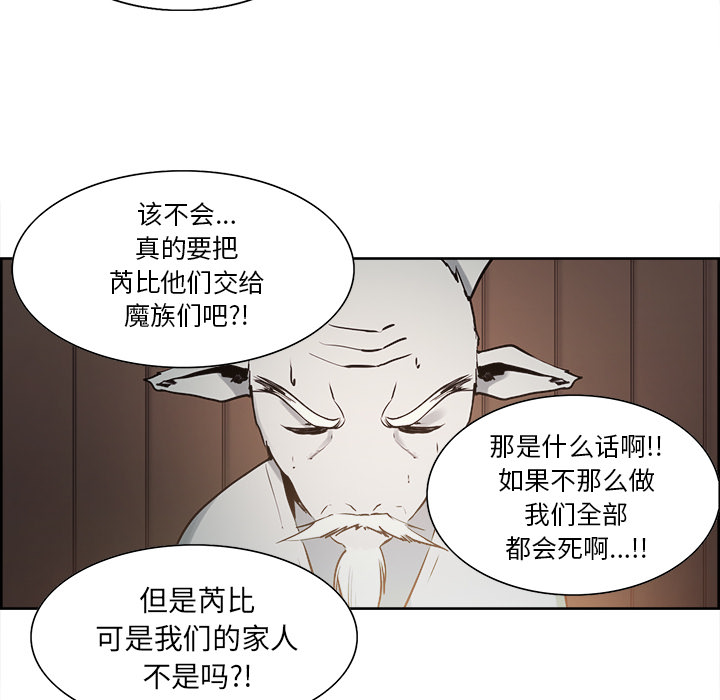 该不会...
真的要把
芮比他们交给
魔族们吧?!
那是什么话啊!!
如果不那么做
我们全部
都会死啊...!!
但是芮比
可是我们的家人
不是吗?!